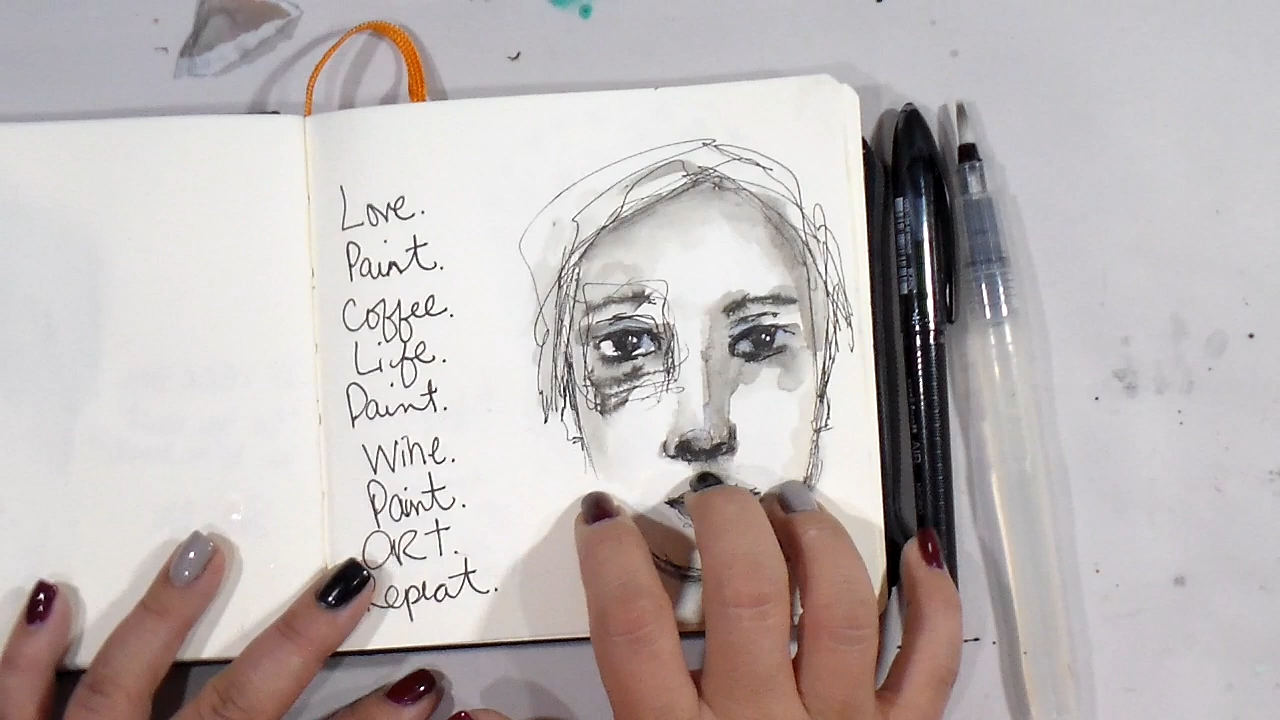 Love.
Paint.
Coffee.
Life.
Paint.
Wine.
Paint.
ART.
Repeat.